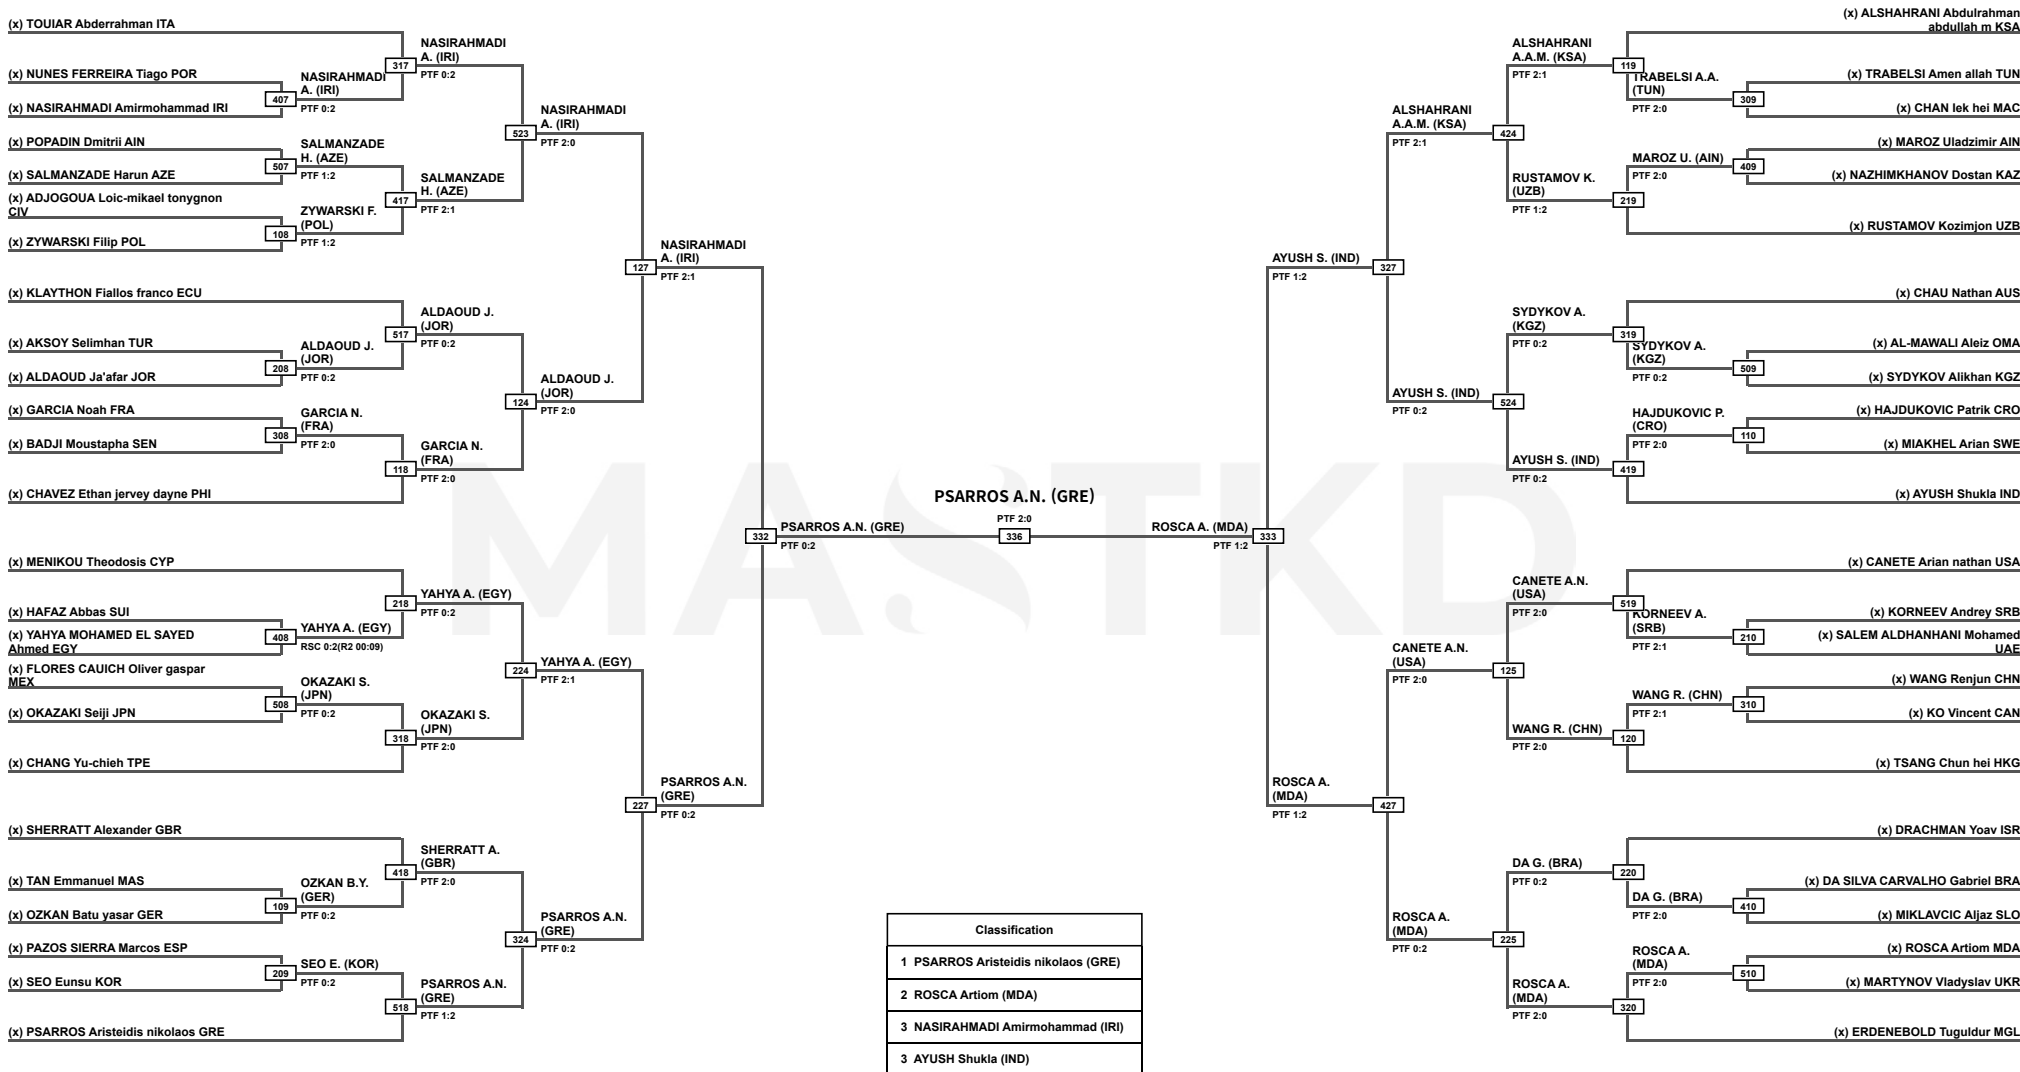 (x) TOUIAR Abderrahman ITA
(x) NUNES FERREIRA Tiago POR
(x) NASIRAHMADI Amirmohammad IRI
(x) POPADIN Dmitrii AIN
(x) SALMANZADE Harun AZE
(x) ADJOGOUA Loic-mikael tonygnon
CIV
(x) ZYWARSKI Filip POL
(x) KLAYTHON Fiallos franco ECU
(x) AKSOY Selimhan TUR
(x) ALDAOUD Ja'afar JOR
(x) GARCIA Noah FRA
(x) BADJI Moustapha SEN
(x) CHAVEZ Ethan jervey dayne PHI
(x) MENIKOU Theodosis CYP
(x) HAFAZ Abbas SUI
(x) YAHYA MOHAMED EL SAYED
Ahmed EGY
(x) FLORES CAUICH Oliver gaspar
MEX
(x) OKAZAKI Seiji JPN
(x) CHANG Yu-chieh TPE
(x) SHERRATT Alexander GBR
(x) TAN Emmanuel MAS
(x) OZKAN Batu yasar GER
(x) PAZOS SIERRA Marcos ESP
(x) SEO Eunsu KOR
(x) PSARROS Aristeidis nikolaos GRE
407
NASIRAHMADI
A. (IRI)
PTF 0:2
507
SALMANZADE
H. (AZE)
PTF 1:2
108
ZYWARSKI F.
(POL)
PTF 1:2
208
ALDAOUD J.
(JOR)
PTF 0:2
308
GARCIA N.
(FRA)
PTF 2:0
408
YAHYA A. (EGY)
RSC 0:2(R2 00:09)
508
OKAZAKI S.
(JPN)
PTF 0:2
109
OZKAN B.Y.
(GER)
PTF 0:2
209
SEO E. (KOR)
PTF 0:2
317
NASIRAHMADI
A. (IRI)
PTF 0:2
417
SALMANZADE
H. (AZE)
PTF 2:1
517
ALDAOUD J.
(JOR)
PTF 0:2
118
GARCIA N.
(FRA)
PTF 2:0
218
YAHYA A. (EGY)
PTF 0:2
318
OKAZAKI S.
(JPN)
PTF 2:0
418
SHERRATT A.
(GBR)
PTF 2:0
518
PSARROS A.N.
(GRE)
PTF 1:2
523
NASIRAHMADI
A. (IRI)
PTF 2:0
124
ALDAOUD J.
(JOR)
PTF 2:0
224
YAHYA A. (EGY)
PTF 2:1
324
PSARROS A.N.
(GRE)
PTF 0:2
127
NASIRAHMADI
A. (IRI)
PTF 2:1
227
PSARROS A.N.
(GRE)
PTF 0:2
332
PSARROS A.N. (GRE)
PTF 0:2
MASTKD
PSARROS A.N. (GRE)
PTF 2:0
336
ROSCA A. (MDA)
PTF 1:2
333
AYUSH S. (IND)
PTF 1:2
327
ROSCA A.
(MDA)
PTF 1:2
427
ALSHAHRANI
A.A.M. (KSA)
PTF 2:1
424
AYUSH S. (IND)
PTF 0:2
524
CANETE A.N.
(USA)
PTF 2:0
125
ROSCA A.
(MDA)
PTF 0:2
225
ALSHAHRANI
A.A.M. (KSA)
PTF 2:1
119
RUSTAMOV K.
(UZB)
PTF 1:2
219
SYDYKOV A.
(KGZ)
PTF 0:2
319
AYUSH S. (IND)
PTF 0:2
419
CANETE A.N.
(USA)
PTF 2:0
519
WANG R. (CHN)
PTF 2:0
120
DA G. (BRA)
PTF 0:2
220
ROSCA A.
(MDA)
PTF 2:0
320
TRABELSI A.A.
(TUN)
PTF 2:0
309
MAROZ U. (AIN)
PTF 2:0
409
SYDYKOV A.
(KGZ)
PTF 0:2
509
HAJDUKOVIC P.
(CRO)
PTF 2:0
110
KORNEEV A.
(SRB)
PTF 2:1
210
WANG R. (CHN)
PTF 2:1
310
DA G. (BRA)
PTF 2:0
410
ROSCA A.
(MDA)
PTF 2:0
510
(x) ALSHAHRANI Abdulrahman
abdullah m KSA
(x) TRABELSI Amen allah TUN
(x) CHAN Iek hei MAC
(x) MAROZ Uladzimir AIN
(x) NAZHIMKHANOV Dostan KAZ
(x) RUSTAMOV Kozimjon UZB
(x) CHAU Nathan AUS
(x) AL-MAWALI Aleiz OMA
(x) SYDYKOV Alikhan KGZ
(x) HAJDUKOVIC Patrik CRO
(x) MIAKHEL Arian SWE
(x) AYUSH Shukla IND
(x) CANETE Arian nathan USA
(x) KORNEEV Andrey SRB
(x) SALEM ALDHANHANI Mohamed
UAE
(x) WANG Renjun CHN
(x) KO Vincent CAN
(x) TSANG Chun hei HKG
(x) DRACHMAN Yoav ISR
(x) DA SILVA CARVALHO Gabriel BRA
(x) MIKLAVCIC Aljaz SLO
(x) ROSCA Artiom MDA
(x) MARTYNOV Vladyslav UKR
(x) ERDENEBOLD Tuguldur MGL
Classification
1 PSARROS Aristeidis nikolaos (GRE)
2 ROSCA Artiom (MDA)
3 NASIRAHMADI Amirmohammad (IRI)
3 AYUSH Shukla (IND)